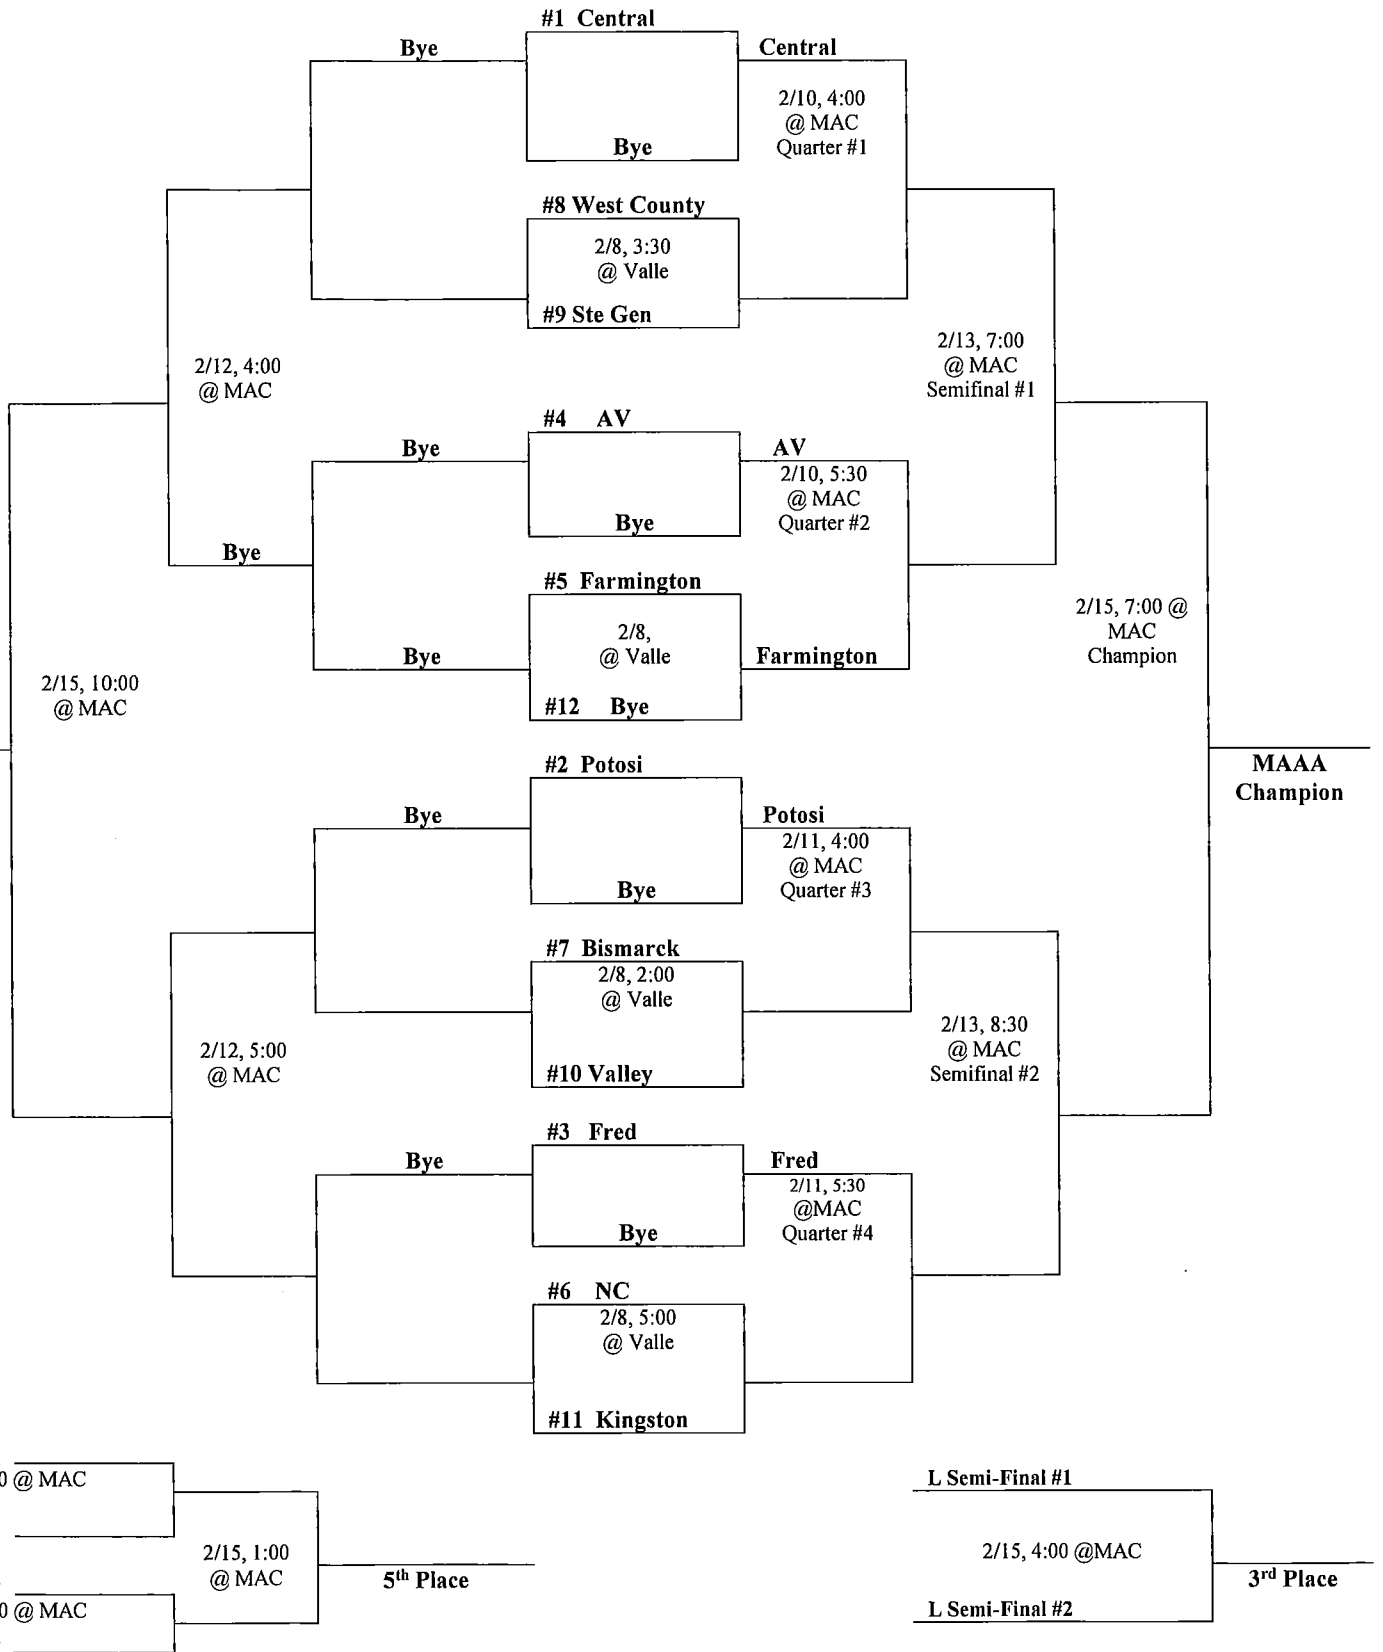 #1 Central
Bye
Central
2/10, 4:00
@ MAC
Quarter #1
Bye
#8 West County
2/8, 3:30
@ Valle
#9 Ste Gen
2/12, 4:00
@ MAC
2/13, 7:00
@ MAC
Semifinal #1
#4 AV
Bye
AV
2/10, 5:30
@ MAC
Quarter #2
Bye
Bye
#5 Farmington
2/8,
@ Valle
Bye
Farmington
#12 Bye
2/15, 7:00 @
MAC
Champion
2/15, 10:00
@ MAC
#2 Potosi
Bye
Potosi
2/11, 4:00
@ MAC
Quarter #3
Bye
MAAA
Champion
#7 Bismarck
2/8, 2:00
@ Valle
#10 Valley
2/12, 5:00
@ MAC
2/13, 8:30
@ MAC
Semifinal #2
#3 Fred
Bye
Fred
2/11, 5:30
@MAC
Quarter #4
Bye
#6 NC
2/8, 5:00
@ Valle
#11 Kingston
0 @ MAC
2/15, 1:00
@ MAC
5th Place
0 @ MAC
L Semi-Final #1
2/15, 4:00 @MAC
3rd Place
L Semi-Final #2